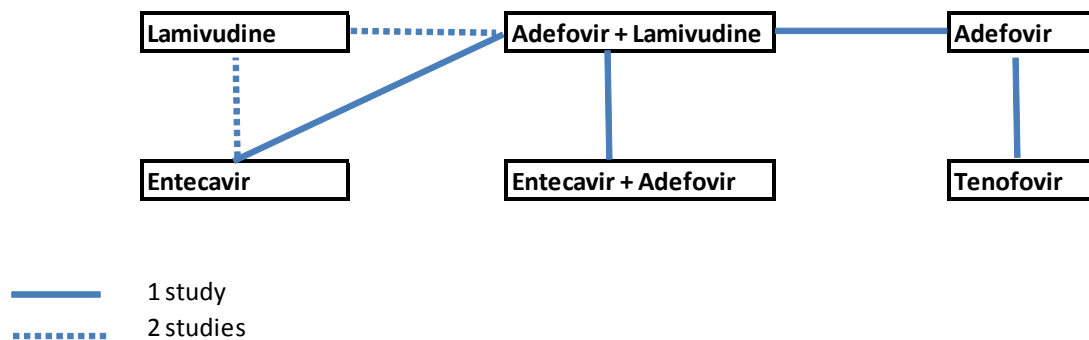 Lamivudine
Adefovir + Lamivudine
Adefovir
Entecavir
Entecavir + Adefovir
Tenofovir
1 study
2 studies